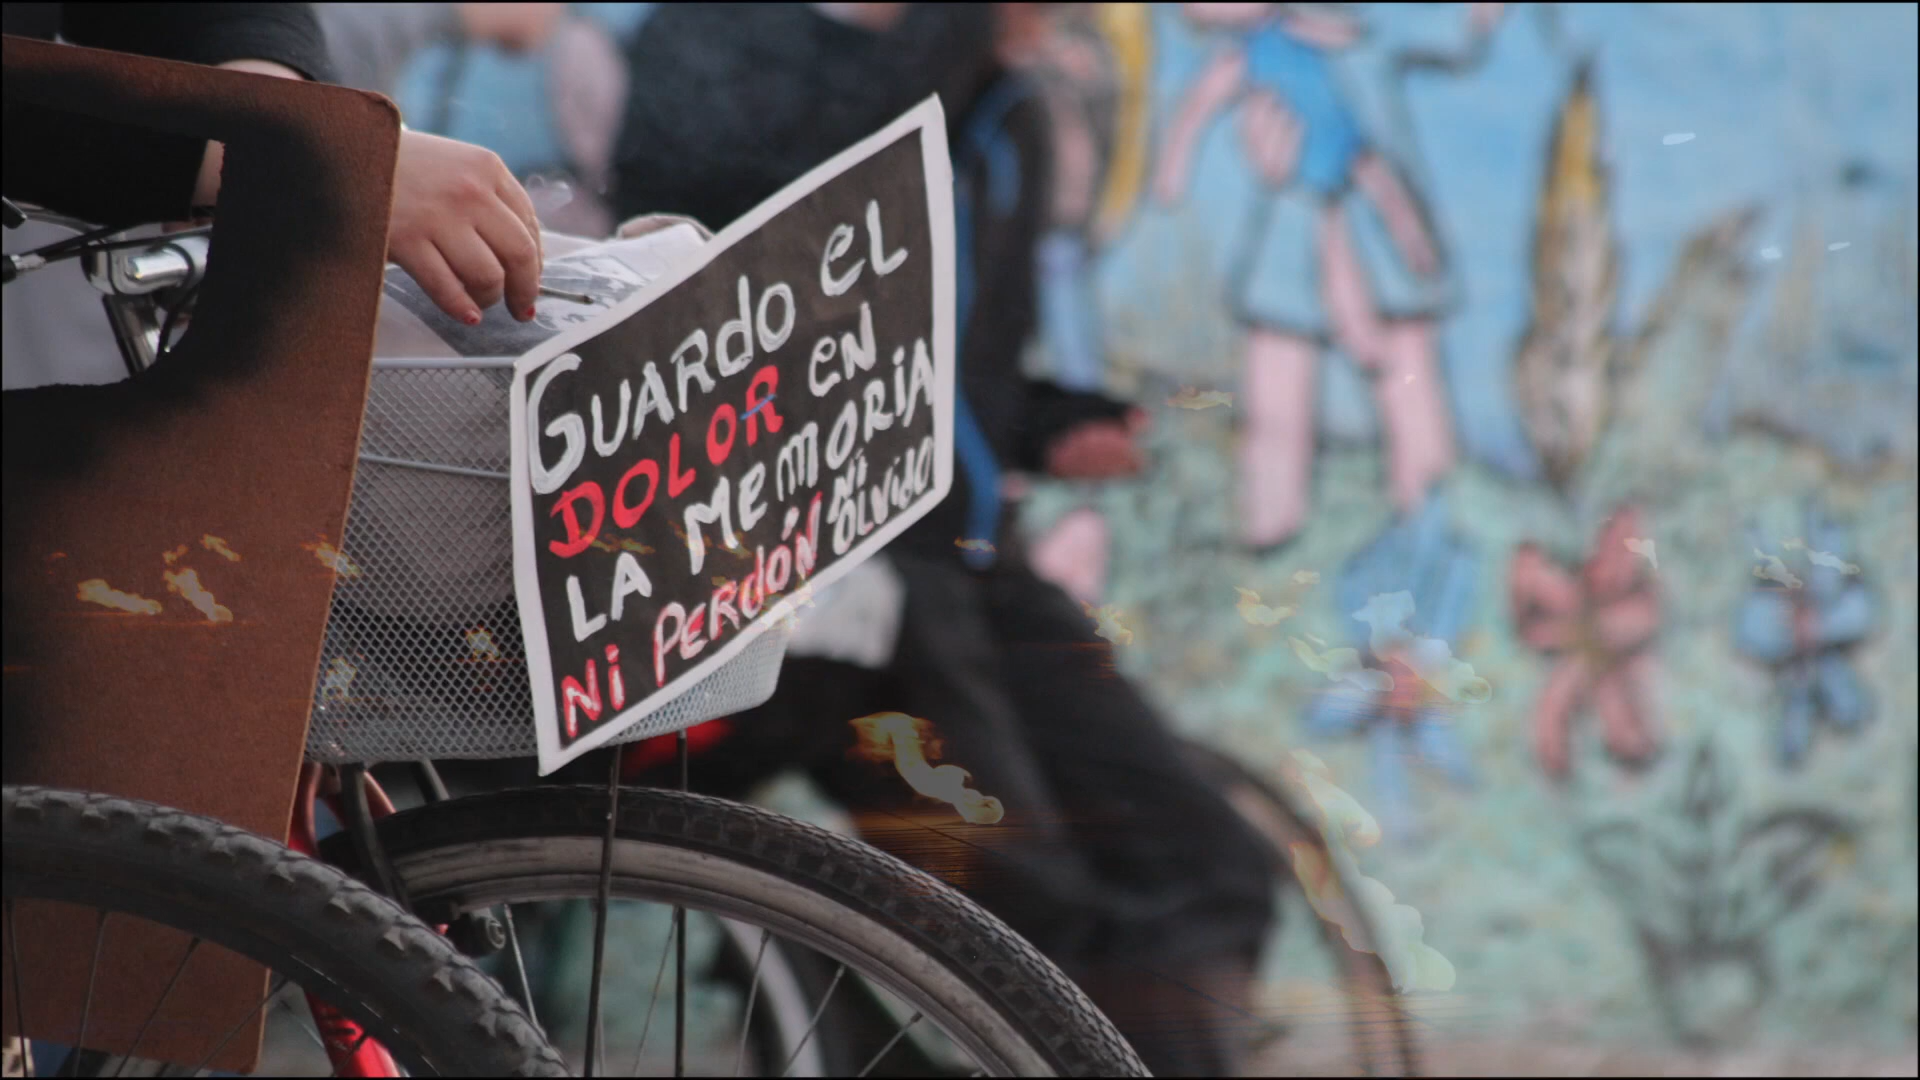 GUARdO eL
DOLOR eN
LA MEmORiA
Ni PERdÓN Ni
OLVidO